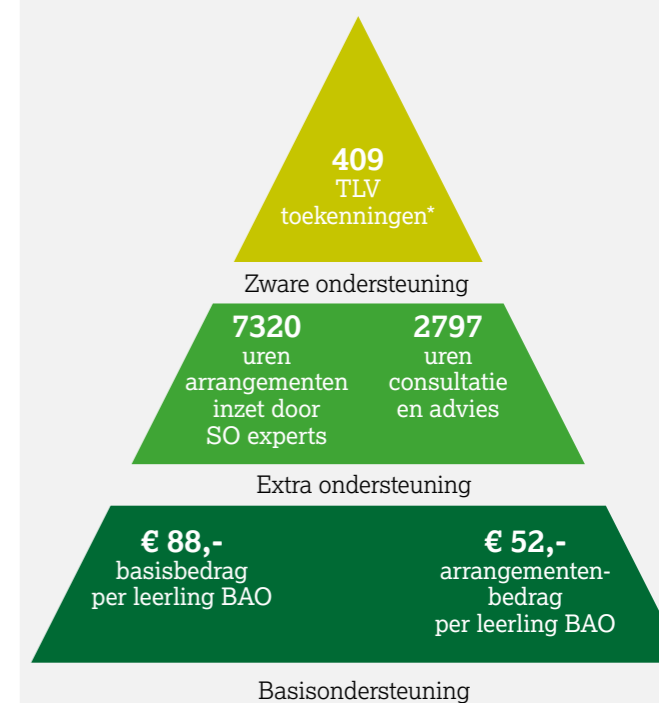 409
TLV
toekenningen*
Zware ondersteuning
7320
uren
arrangementen
inzet door
SO experts
2797
uren
consultatie
en advies
Extra ondersteuning
€ 88,-
basisbedrag
per leerling BAO
€ 52,-
arrangementen-
bedrag
per leerling BAO
Basisondersteuning